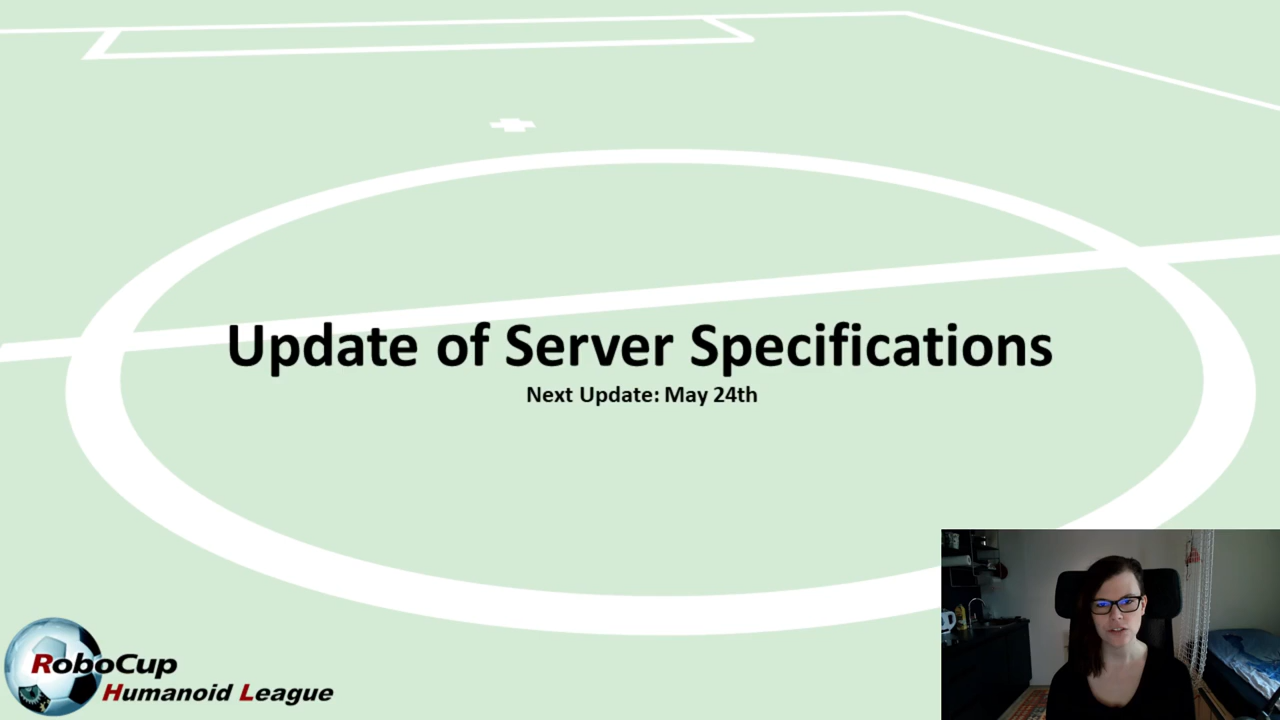 Update of Server Specifications
Next Update: May 24th
RoboCup
Humanoid League